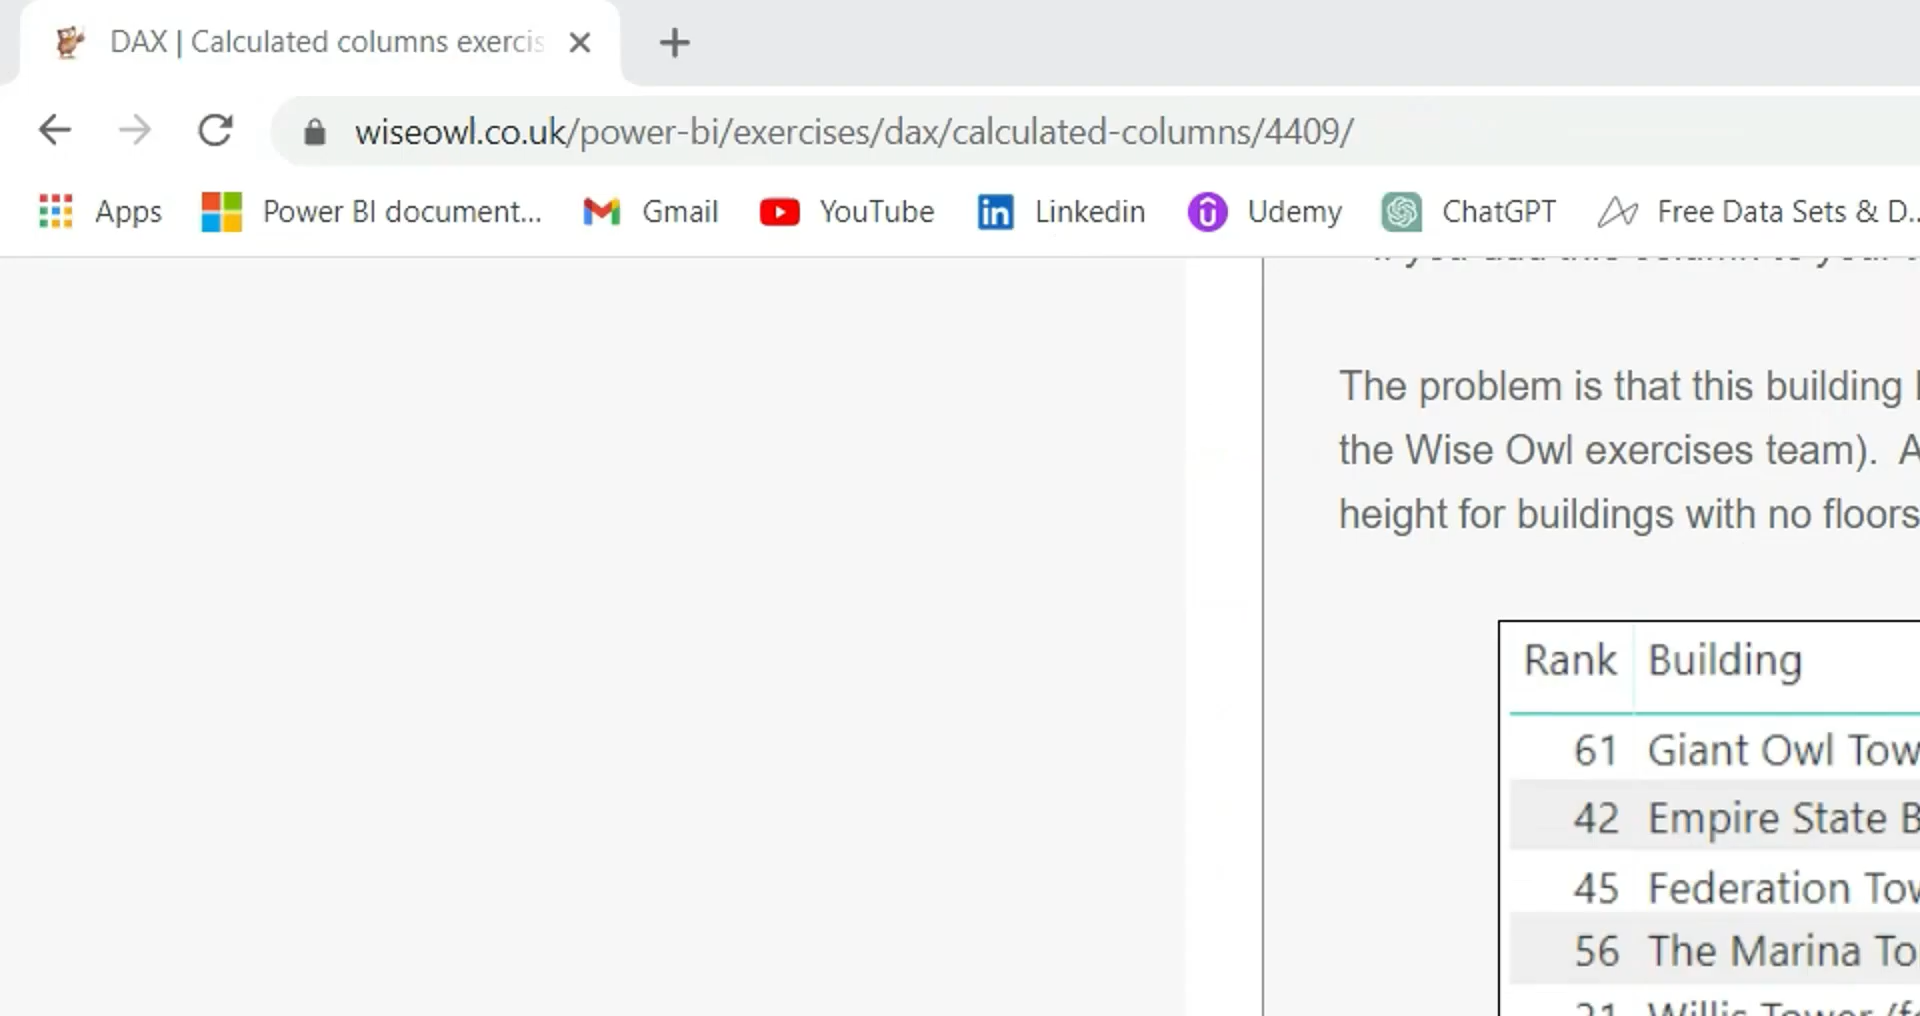 DAX | Calculated columns exercis
wiseowl.co.uk/power-bi/exercises/dax/calculated-columns/4409/
Apps Power BI document... Gmail YouTube Linkedin Udemy ChatGPT Free Data Sets & D...
The problem is that this building
the Wise Owl exercises team). A
height for buildings with no floors
Rank Building
61 Giant Owl Tow
42 Empire State B
45 Federation Tow
56 The Marina To
Willis Tower